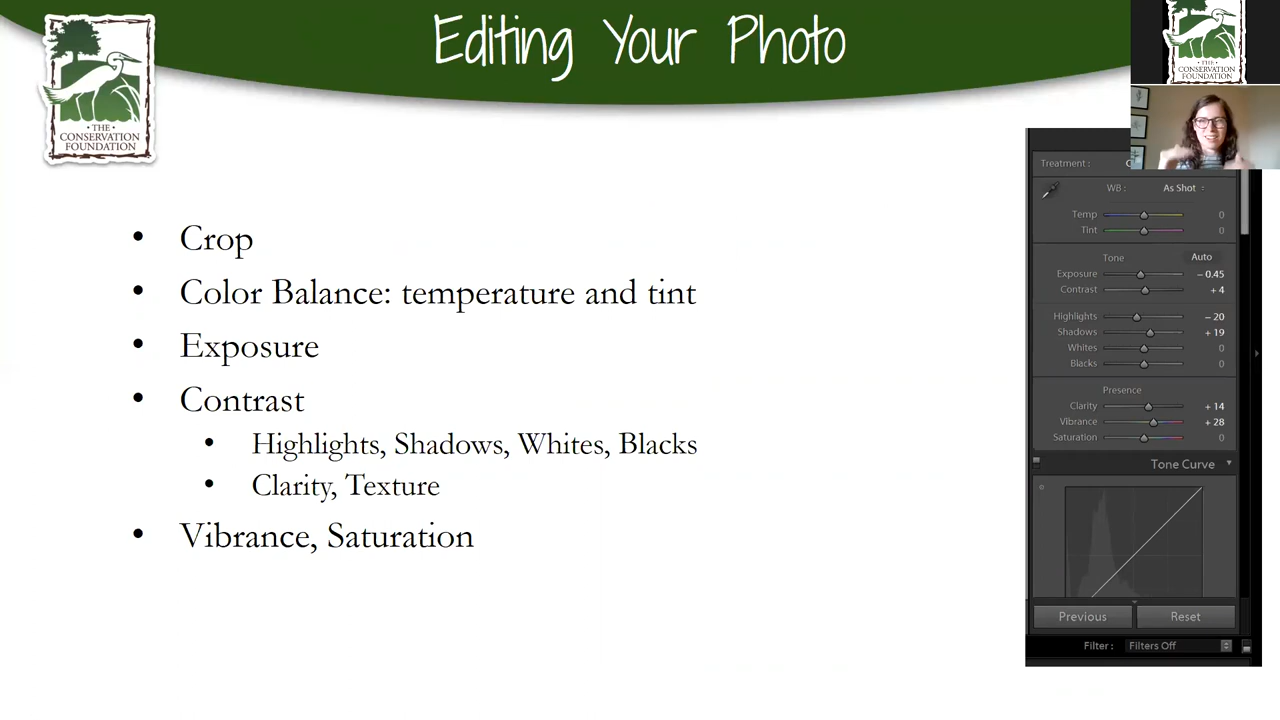 Editing Your Photo
• THE •
CONSERVATION
FOUNDATION
THE
CONSERVATION
FOUNDATION
• Crop
• Color Balance: temperature and tint
• Exposure
• Contrast
• Highlights, Shadows, Whites, Blacks
• Clarity, Texture
• Vibrance, Saturation
Treatment :
WB : As Shot
Temp 0
Tint 0
Tone Auto
Exposure – 0.45
Contrast + 4
Highlights – 20
Shadows + 19
Whites 0
Blacks 0
Presence
Clarity + 14
Vibrance + 28
Saturation 0
Tone Curve
Previous Reset
Filter : Filters Off